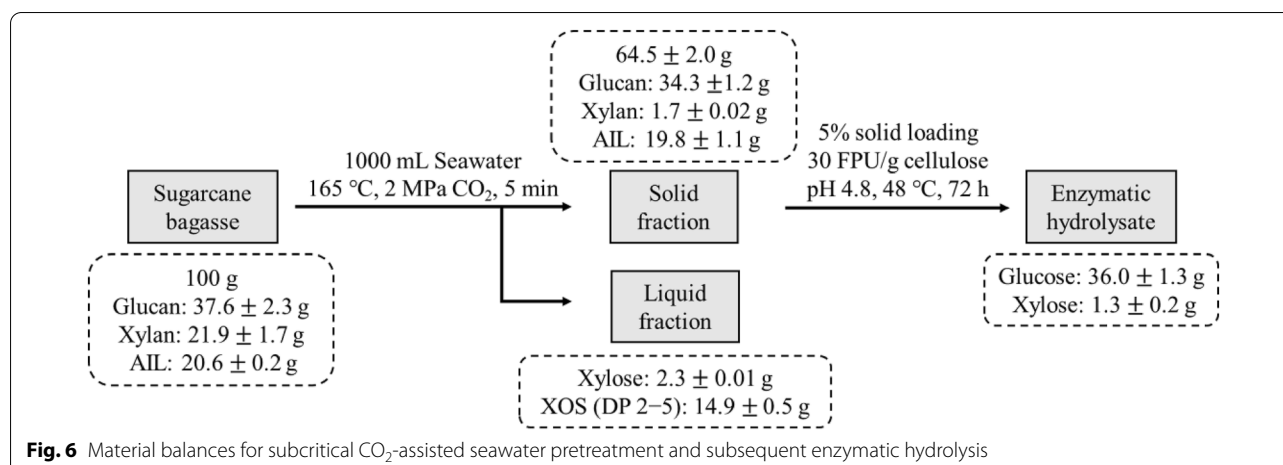 64.5 ± 2.0 g
Glucan: 34.3 ±1.2 g
Xylan: 1.7 ± 0.02 g
AIL: 19.8 ± 1.1 g
1000 mL Seawater
165 ℃, 2 MPa CO₂, 5 min
5% solid loading
30 FPU/g cellulose
pH 4.8, 48 ℃, 72 h
Sugarcane
bagasse
Solid
fraction
Enzymatic
hydrolysate
100 g
Glucan: 37.6 ± 2.3 g
Xylan: 21.9 ± 1.7 g
AIL: 20.6 ± 0.2 g
Liquid
fraction
Glucose: 36.0 ± 1.3 g
Xylose: 1.3 ± 0.2 g
Xylose: 2.3 ± 0.01 g
XOS (DP 2−5): 14.9 ± 0.5 g
Fig. 6 Material balances for subcritical CO₂-assisted seawater pretreatment and subsequent enzymatic hydrolysis